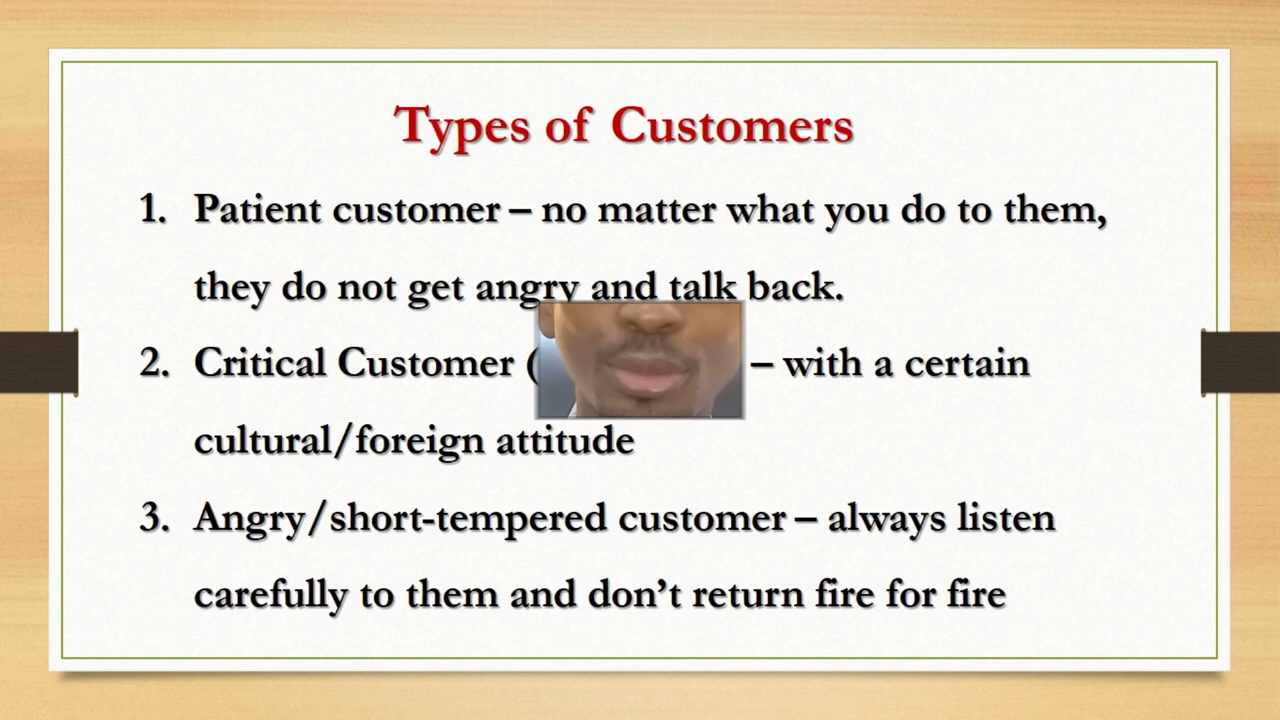 Types of Customers
1. Patient customer – no matter what you do to them,
they do not get angry and talk back.
2. Critical Customer ( – with a certain
cultural/foreign attitude
3. Angry/short-tempered customer – always listen
carefully to them and don’t return fire for fire